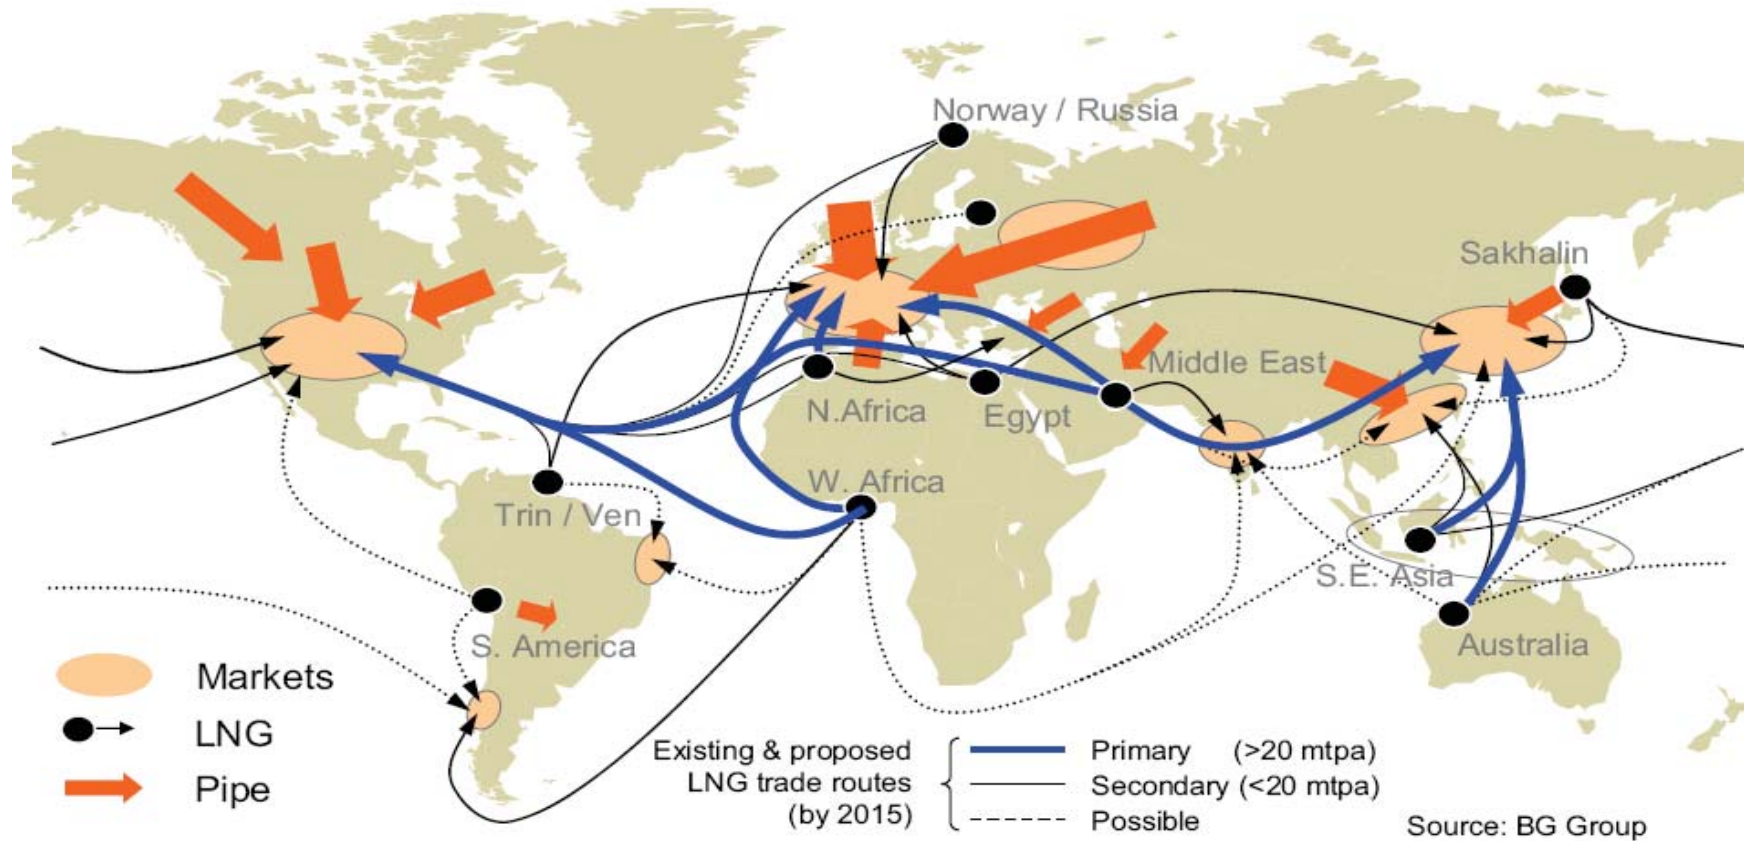 Norway / Russia
Sakhalin
Middle East
N.Africa
Egypt
W. Africa
Trin / Ven
S.E. Asia
S. America
Australia
Markets
LNG
Pipe
Existing & proposed
LNG trade routes
(by 2015)
Primary (>20 mtpa)
Secondary (<20 mtpa)
Possible
Source: BG Group